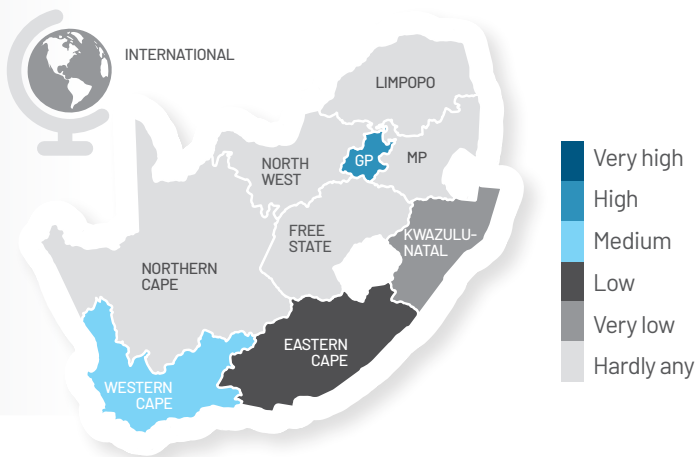 INTERNATIONAL
LIMPOPO
GP
MP
NORTH
WEST
FREE
STATE
KWAZULU-
NATAL
NORTHERN
CAPE
EASTERN
CAPE
WESTERN
CAPE
Very high
High
Medium
Low
Very low
Hardly any